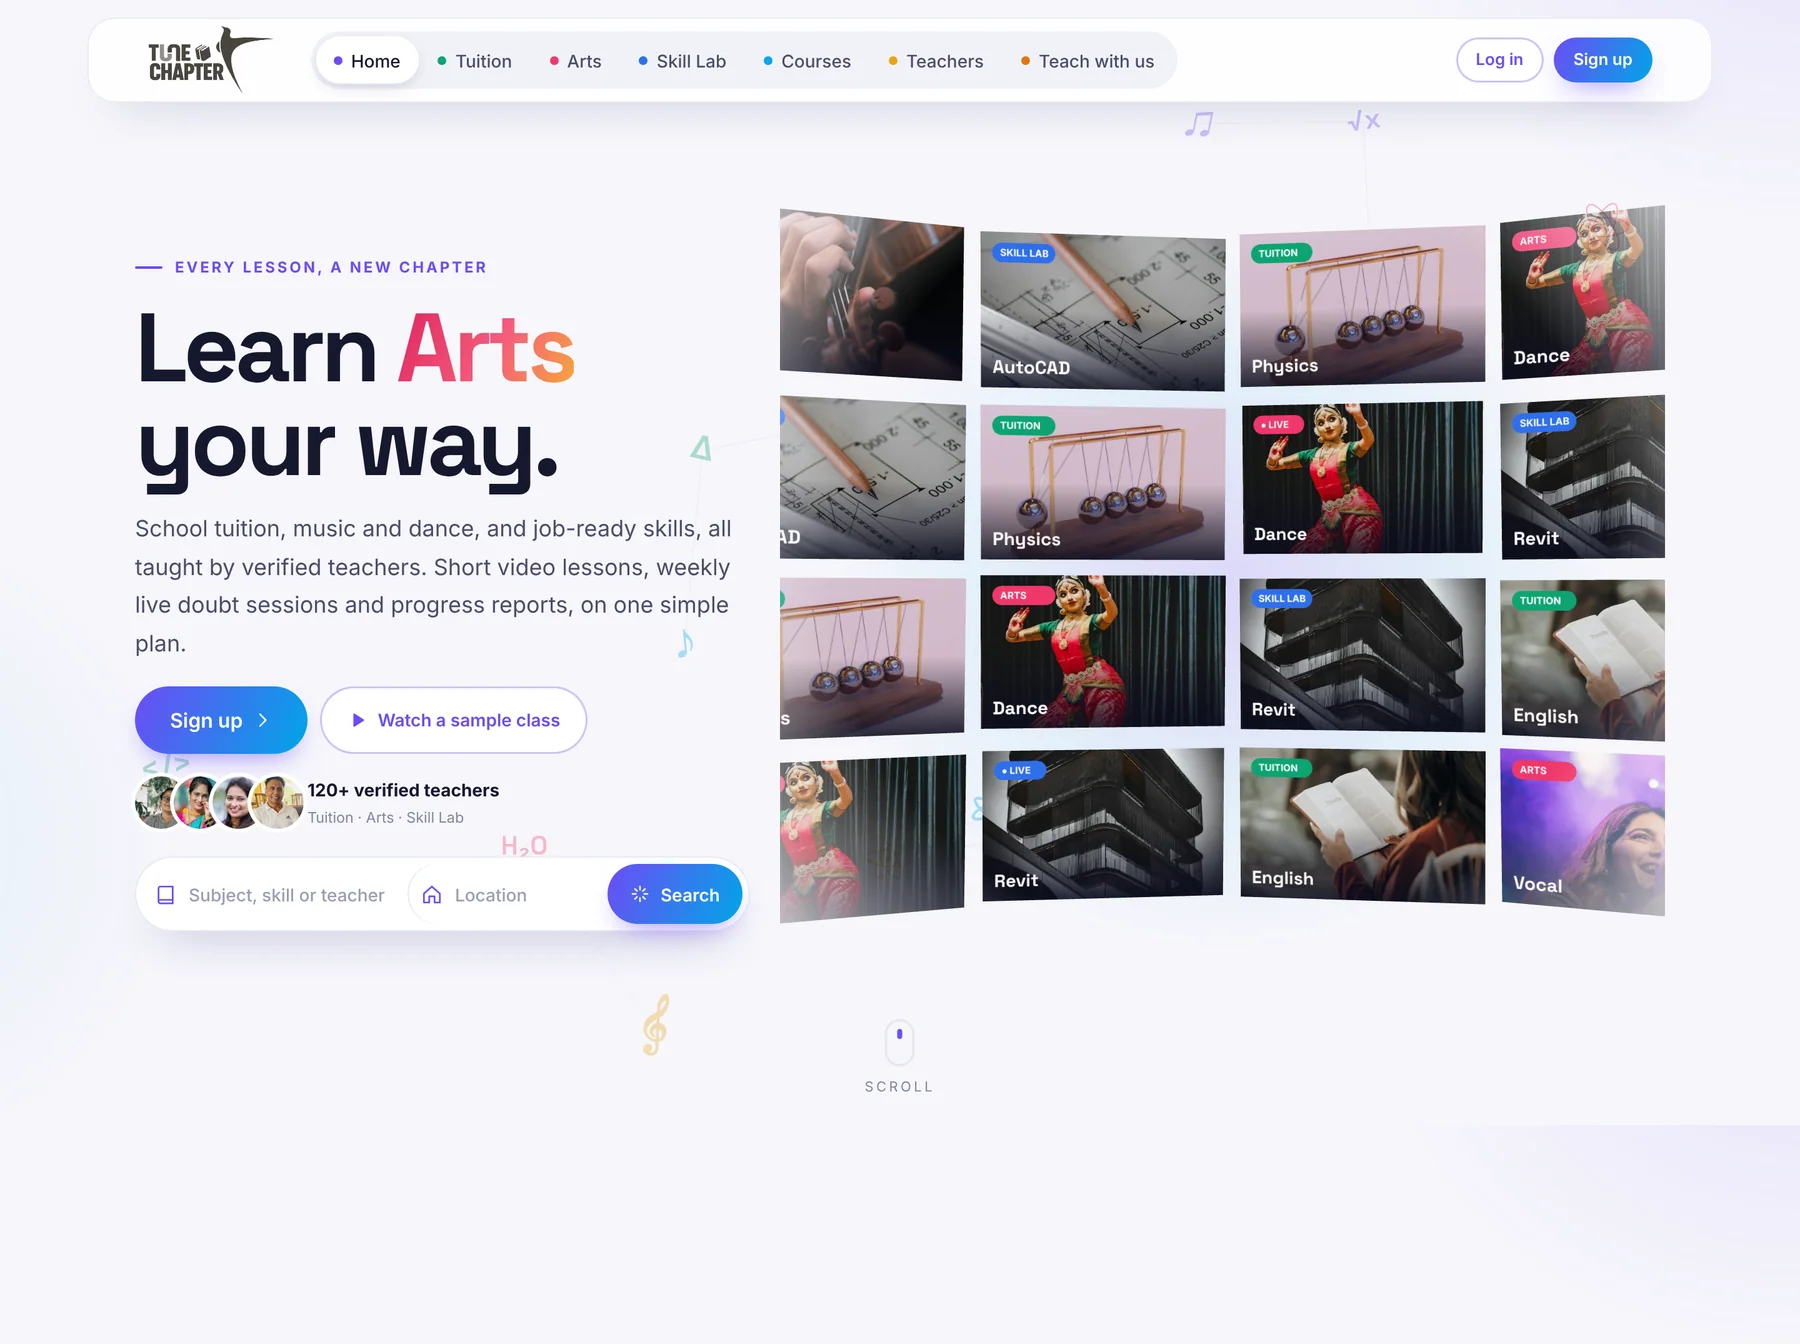 TUNE
CHAPTER
Home
Tuition
Arts
Skill Lab
Courses
Teachers
Teach with us
Log in
Sign up
♫
√x
EVERY LESSON, A NEW CHAPTER
Learn Arts
your way.
School tuition, music and dance, and job-ready skills, all
taught by verified teachers. Short video lessons, weekly
live doubt sessions and progress reports, on one simple
plan.
Sign up
Watch a sample class
</>
120+ verified teachers
Tuition · Arts · Skill Lab
H₂O
Subject, skill or teacher
Location
Search
SKILL LAB
AutoCAD
TUITION
Physics
ARTS
Dance
AD
TUITION
Physics
• LIVE
Dance
SKILL LAB
Revit
s
ARTS
Dance
SKILL LAB
Revit
TUITION
English
• LIVE
Revit
TUITION
English
ARTS
Vocal
SCROLL